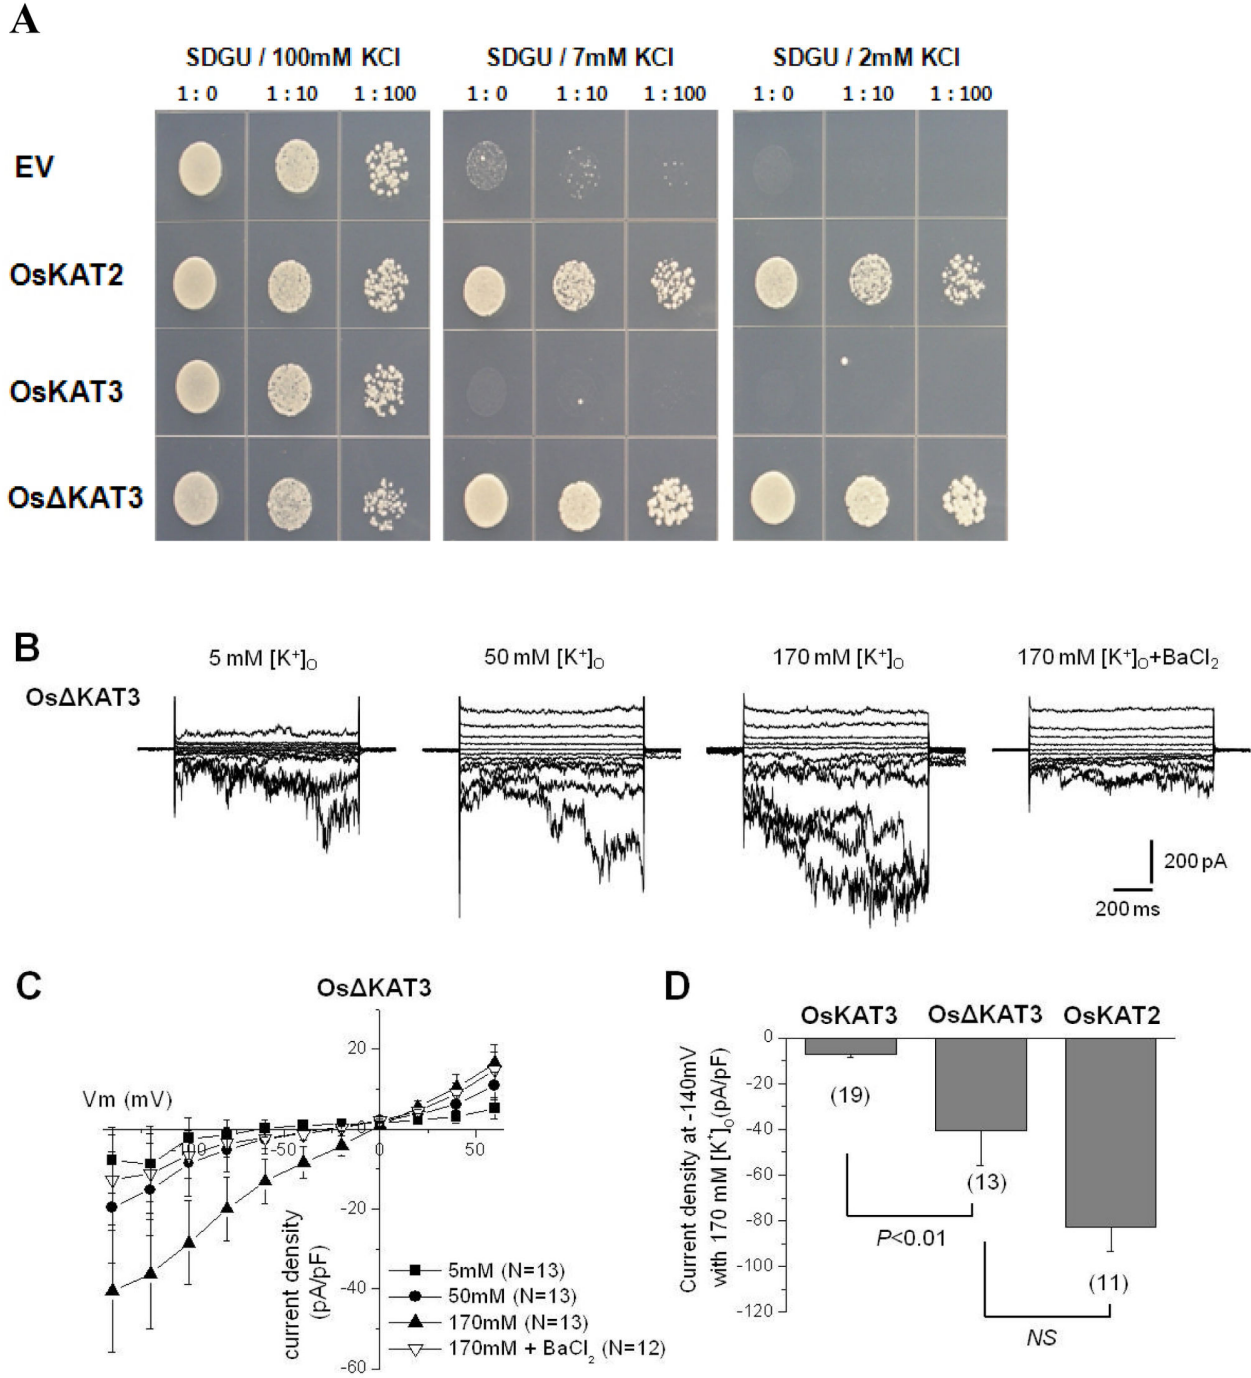 A
SDGU / 100mM KCl
SDGU / 7mM KCl
SDGU / 2mM KCl
1 : 0
1 : 10
1 : 100
1 : 0
1 : 10
1 : 100
1 : 0
1 : 10
1 : 100
EV
OsKAT2
OsKAT3
OsΔKAT3
B
5 mM [K⁺]O
50 mM [K⁺]O
170 mM [K⁺]O
170 mM [K⁺]O+BaCl₂
OsΔKAT3
200 pA
200 ms
C
OsΔKAT3
Vm (mV)
20
0
-20
-40
-60
-100
-50
0
50
current density
(pA/pF)
5mM (N=13)
50mM (N=13)
170mM (N=13)
170mM + BaCl₂ (N=12)
D
OsKAT3
OsΔKAT3
OsKAT2
Current density at -140mV
with 170 mM [K⁺]O(pA/pF)
0
-20
-40
-60
-80
-100
-120
(19)
(13)
(11)
P<0.01
NS